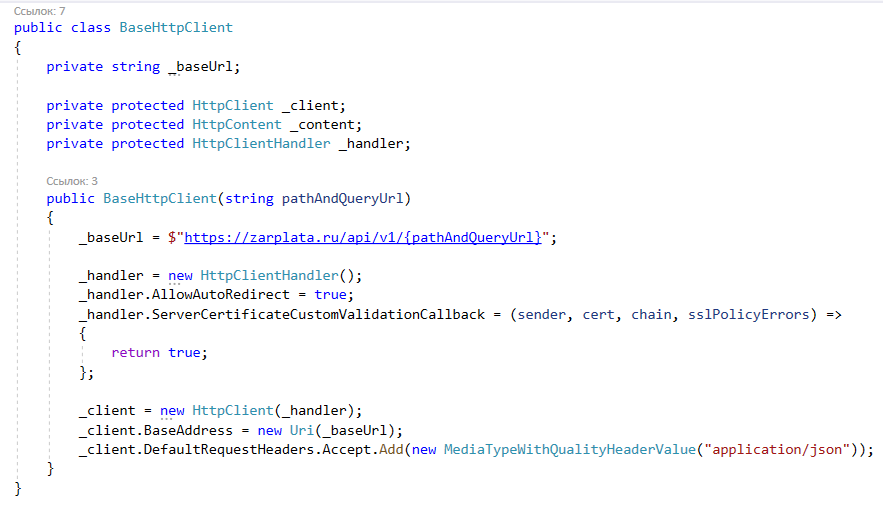 Ссылок: 7
public class BaseHttpClient
{
    private string _baseUrl;

    private protected HttpClient _client;
    private protected HttpContent _content;
    private protected HttpClientHandler _handler;

    Ссылок: 3
    public BaseHttpClient(string pathAndQueryUrl)
    {
        _baseUrl = $"https://zarplata.ru/api/v1/{pathAndQueryUrl}";

        _handler = new HttpClientHandler();
        _handler.AllowAutoRedirect = true;
        _handler.ServerCertificateCustomValidationCallback = (sender, cert, chain, sslPolicyErrors) =>
        {
            return true;
        };

        _client = new HttpClient(_handler);
        _client.BaseAddress = new Uri(_baseUrl);
        _client.DefaultRequestHeaders.Accept.Add(new MediaTypeWithQualityHeaderValue("application/json"));
    }
}